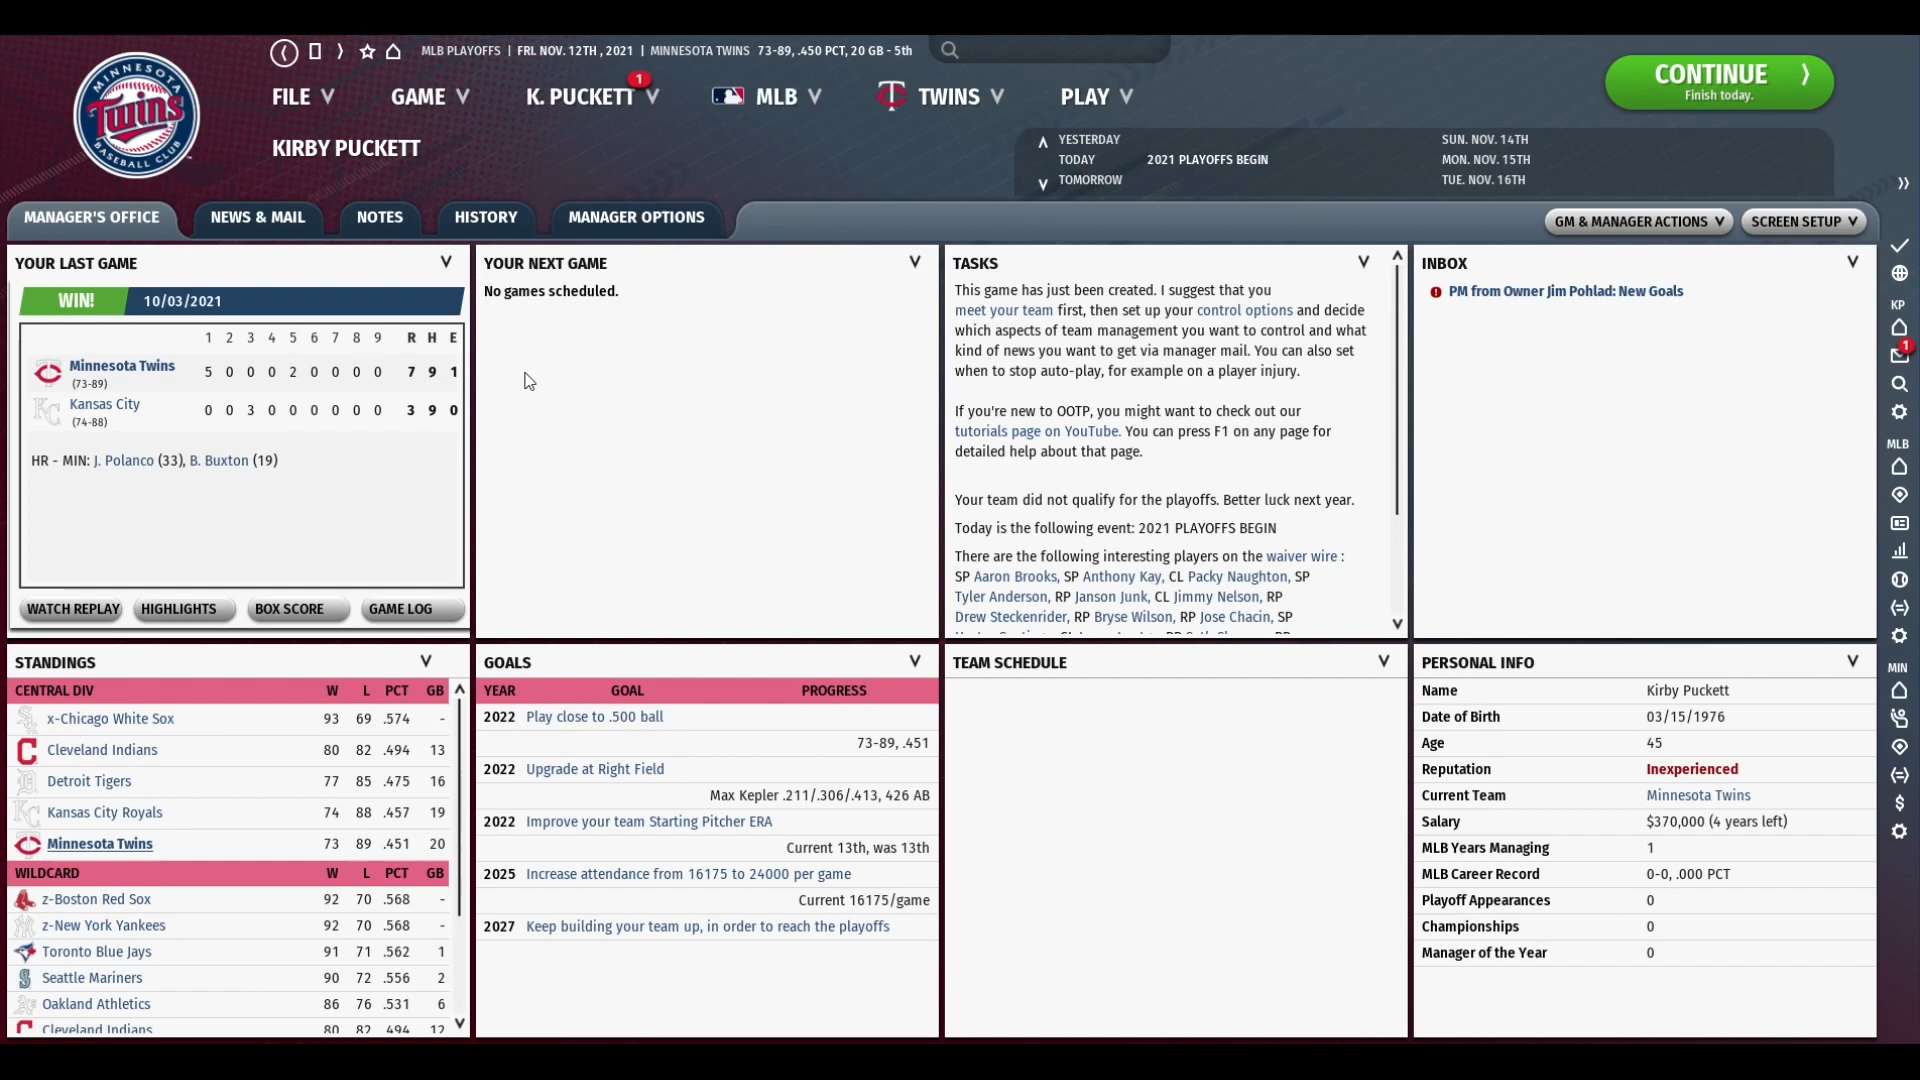 MLB PLAYOFFS | FRI. NOV. 12TH , 2021 | MINNESOTA TWINS 73-89, .450 PCT, 20 GB - 5th
MINNESOTA
Twins
BASEBALL CLUB
FILE GAME K. PUCKETT 1 MLB TWINS PLAY
CONTINUE
Finish today.
KIRBY PUCKETT
YESTERDAY SUN. NOV. 14TH
TODAY 2021 PLAYOFFS BEGIN MON. NOV. 15TH
TOMORROW TUE. NOV. 16TH
MANAGER'S OFFICE NEWS & MAIL NOTES HISTORY MANAGER OPTIONS GM & MANAGER ACTIONS SCREEN SETUP
YOUR LAST GAME
WIN! 10/03/2021
1 2 3 4 5 6 7 8 9 R H E
Minnesota Twins 5 0 0 0 2 0 0 0 0 7 9 1
(73-89)
Kansas City 0 0 3 0 0 0 0 0 0 3 9 0
(74-88)
HR - MIN: J. Polanco (33), B. Buxton (19)
WATCH REPLAY HIGHLIGHTS BOX SCORE GAME LOG
YOUR NEXT GAME
No games scheduled.
TASKS
This game has just been created. I suggest that you
meet your team first, then set up your control options and decide
which aspects of team management you want to control and what
kind of news you want to get via manager mail. You can also set
when to stop auto-play, for example on a player injury.
If you're new to OOTP, you might want to check out our
tutorials page on YouTube. You can press F1 on any page for
detailed help about that page.
Your team did not qualify for the playoffs. Better luck next year.
Today is the following event: 2021 PLAYOFFS BEGIN
There are the following interesting players on the waiver wire :
SP Aaron Brooks, SP Anthony Kay, CL Packy Naughton, SP
Tyler Anderson, RP Janson Junk, CL Jimmy Nelson, RP
Drew Steckenrider, RP Bryse Wilson, RP Jose Chacin, SP
INBOX
PM from Owner Jim Pohlad: New Goals
STANDINGS
CENTRAL DIV W L PCT GB
x-Chicago White Sox 93 69 .574 -
Cleveland Indians 80 82 .494 13
Detroit Tigers 77 85 .475 16
Kansas City Royals 74 88 .457 19
Minnesota Twins 73 89 .451 20
WILDCARD W L PCT GB
z-Boston Red Sox 92 70 .568 -
z-New York Yankees 92 70 .568 -
Toronto Blue Jays 91 71 .562 1
Seattle Mariners 90 72 .556 2
Oakland Athletics 86 76 .531 6
Cleveland Indians 80 82 .494 12
GOALS
YEAR GOAL PROGRESS
2022 Play close to .500 ball
73-89, .451
2022 Upgrade at Right Field
Max Kepler .211/.306/.413, 426 AB
2022 Improve your team Starting Pitcher ERA
Current 13th, was 13th
2025 Increase attendance from 16175 to 24000 per game
Current 16175/game
2027 Keep building your team up, in order to reach the playoffs
TEAM SCHEDULE
PERSONAL INFO
Name Kirby Puckett
Date of Birth 03/15/1976
Age 45
Reputation Inexperienced
Current Team Minnesota Twins
Salary $370,000 (4 years left)
MLB Years Managing 1
MLB Career Record 0-0, .000 PCT
Playoff Appearances 0
Championships 0
Manager of the Year 0
KP
1
MLB
MIN